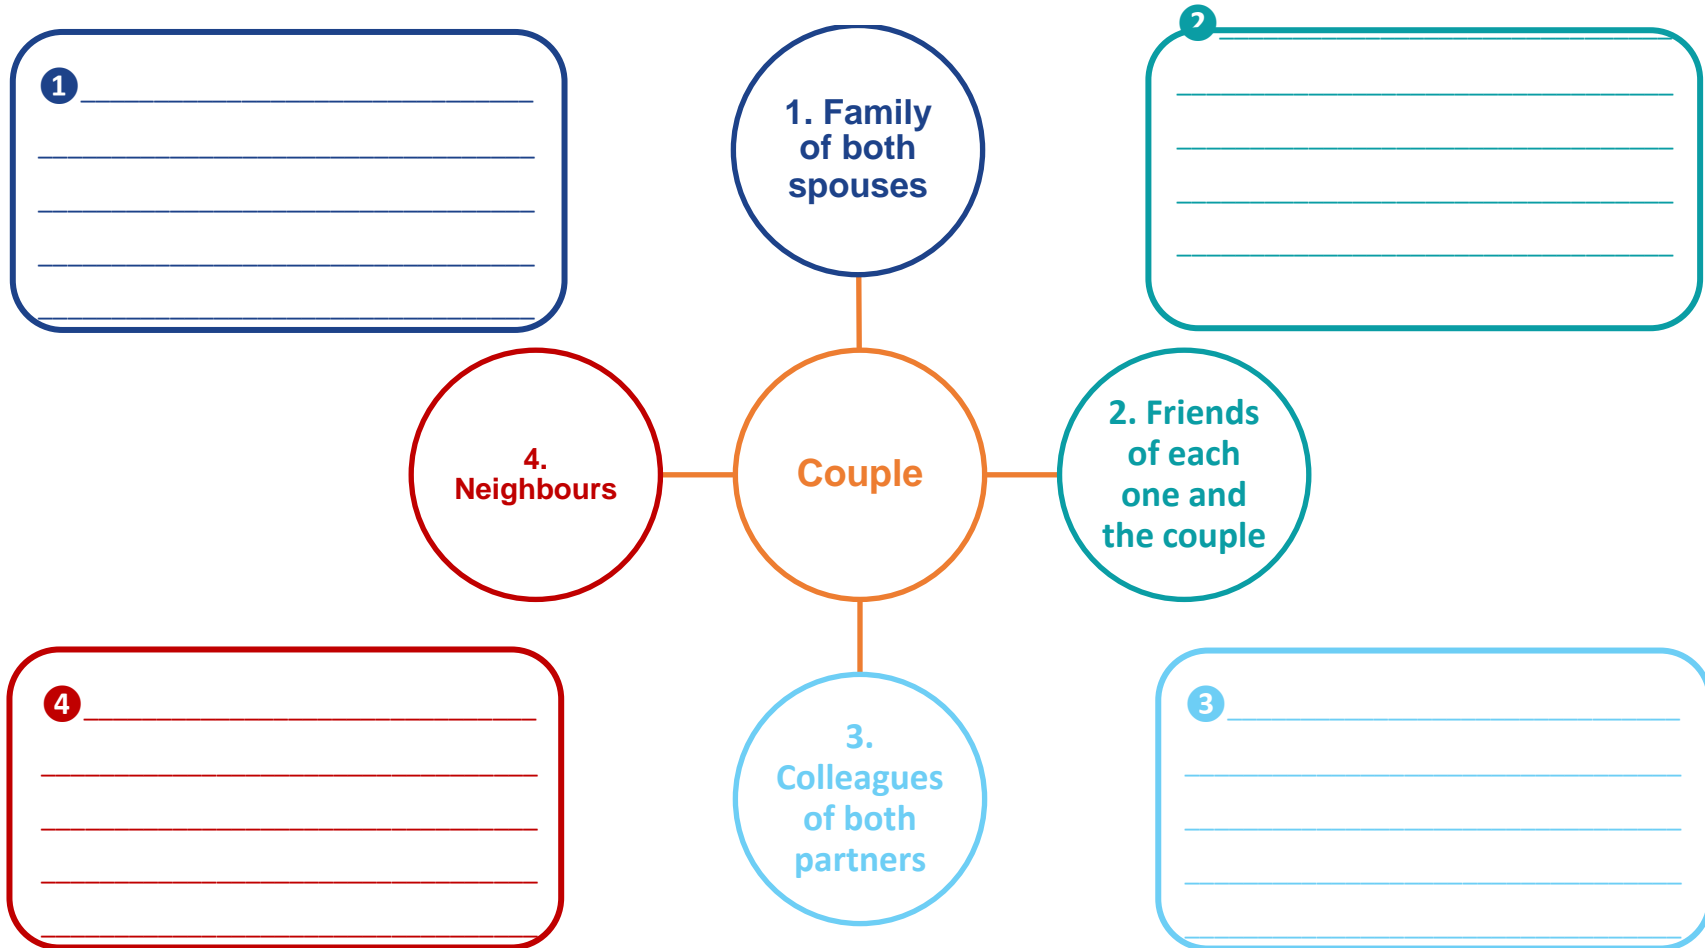 1
1. Family
of both
spouses
2
4.
Neighbours
Couple
2. Friends
of each
one and
the couple
4
3.
Colleagues
of both
partners
3